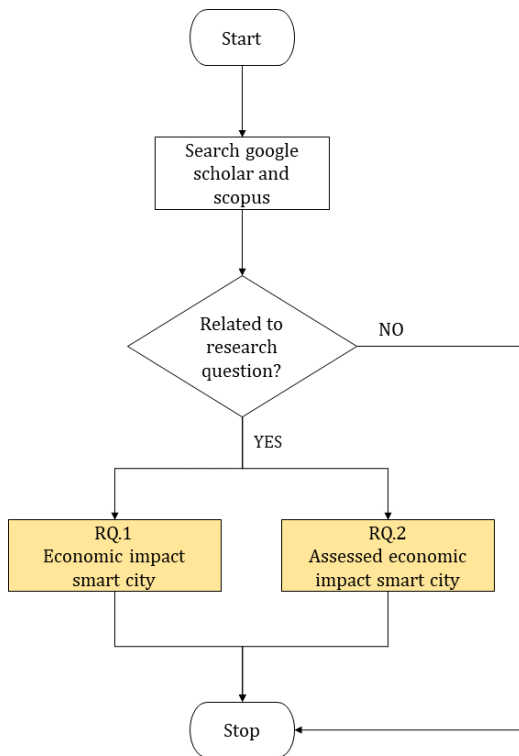 Start
Search google
scholar and
scopus
Related to
research
question?
NO
YES
RQ.1
Economic impact
smart city
RQ.2
Assessed economic
impact smart city
Stop